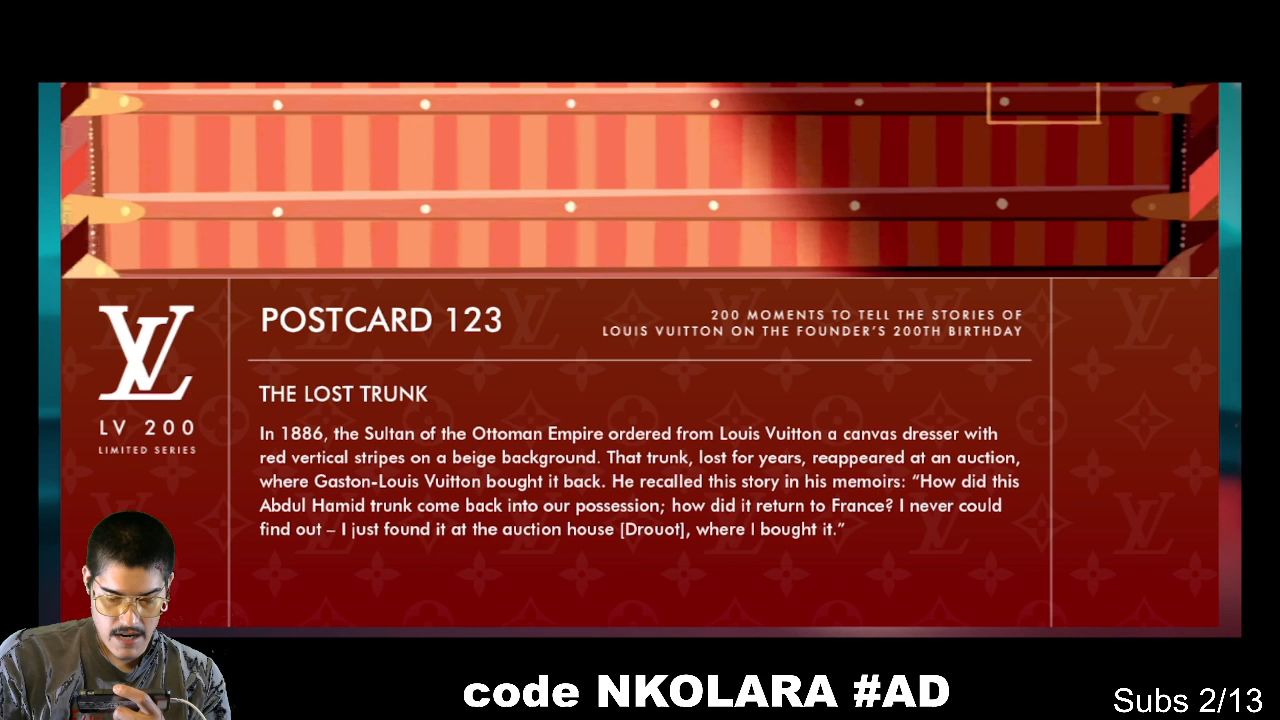 POSTCARD 123
200 MOMENTS TO TELL THE STORIES OF
LOUIS VUITTON ON THE FOUNDER'S 200TH BIRTHDAY
LV
LV 200
LIMITED SERIES
THE LOST TRUNK
In 1886, the Sultan of the Ottoman Empire ordered from Louis Vuitton a canvas dresser with
red vertical stripes on a beige background. That trunk, lost for years, reappeared at an auction,
where Gaston-Louis Vuitton bought it back. He recalled this story in his memoirs: “How did this
Abdul Hamid trunk come back into our possession; how did it return to France? I never could
find out – I just found it at the auction house [Drouot], where I bought it.”
code NKOLARA #AD
Subs 2/13